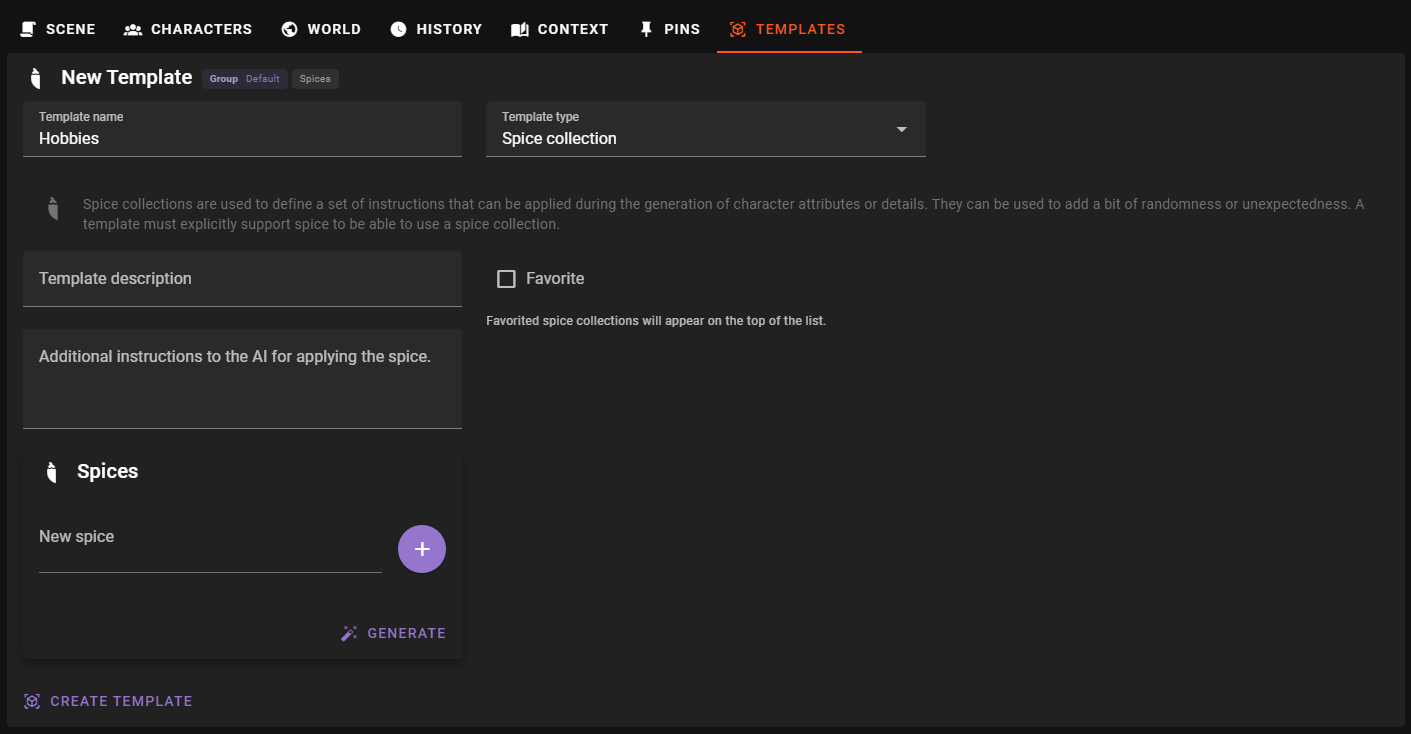 SCENE CHARACTERS WORLD HISTORY CONTEXT PINS TEMPLATES
New Template Group Default Spices
Template name
Hobbies
Template type
Spice collection
Spice collections are used to define a set of instructions that can be applied during the generation of character attributes or details. They can be used to add a bit of randomness or unexpectedness. A
template must explicitly support spice to be able to use a spice collection.
Template description
Favorite
Favorited spice collections will appear on the top of the list.
Additional instructions to the AI for applying the spice.
Spices
New spice
GENERATE
CREATE TEMPLATE